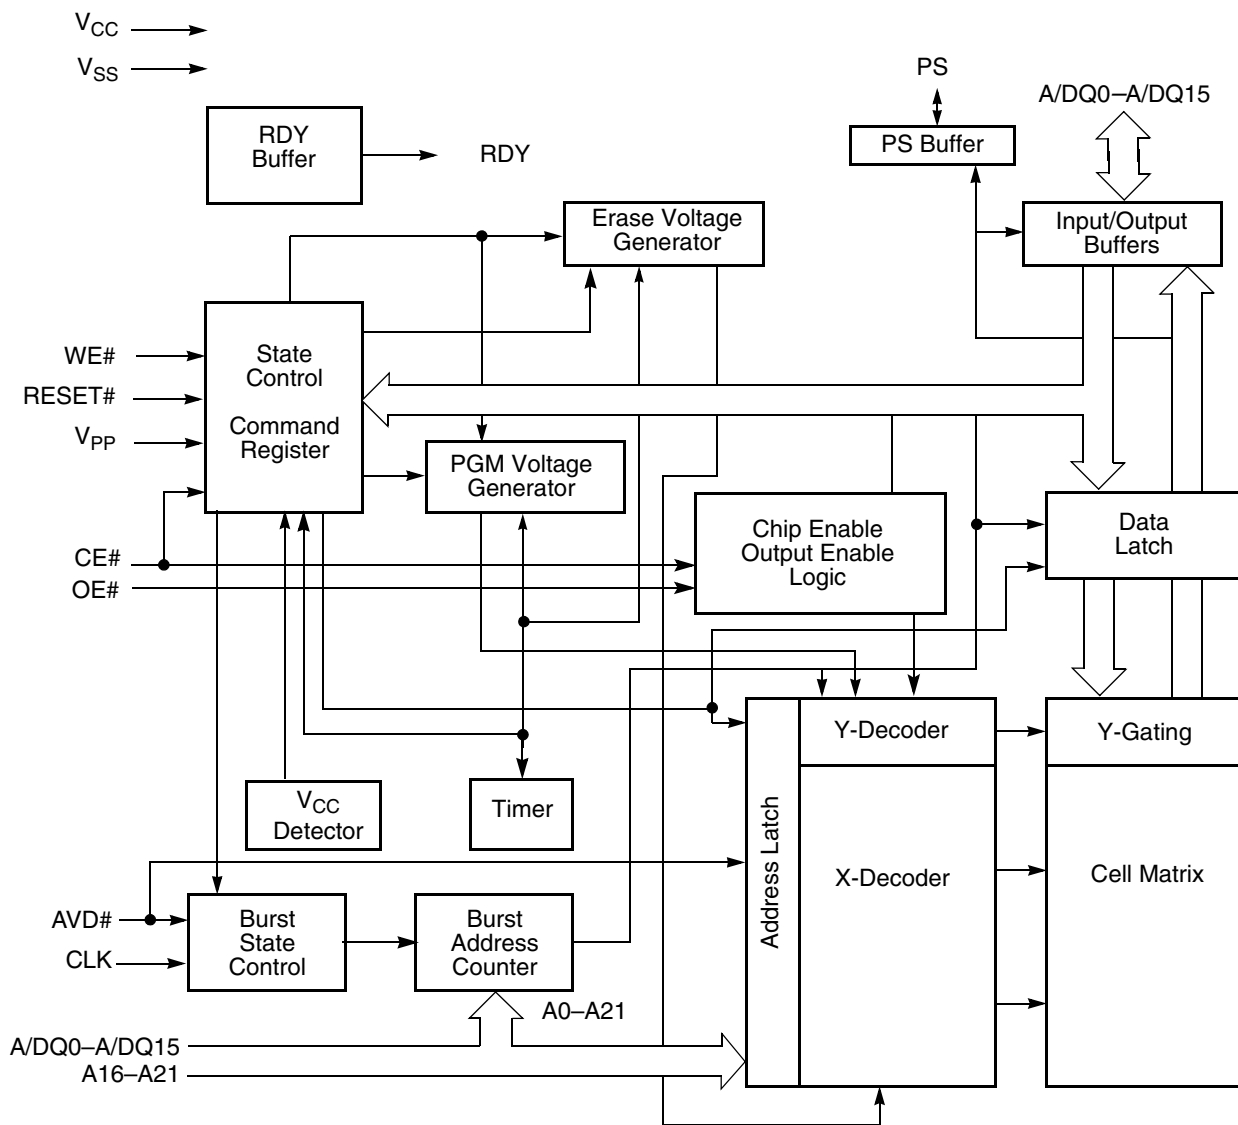 VCC
VSS
PS
A/DQ0–A/DQ15
RDY
Buffer
RDY
PS Buffer
Erase Voltage
Generator
Input/Output
Buffers
WE#
RESET#
VPP
State
Control
Command
Register
PGM Voltage
Generator
Chip Enable
Output Enable
Logic
Data
Latch
CE#
OE#
Y-Decoder
Y-Gating
VCC
Detector
Timer
Address Latch
X-Decoder
Cell Matrix
AVD#
CLK
Burst
State
Control
Burst
Address
Counter
A0–A21
A/DQ0–A/DQ15
A16–A21